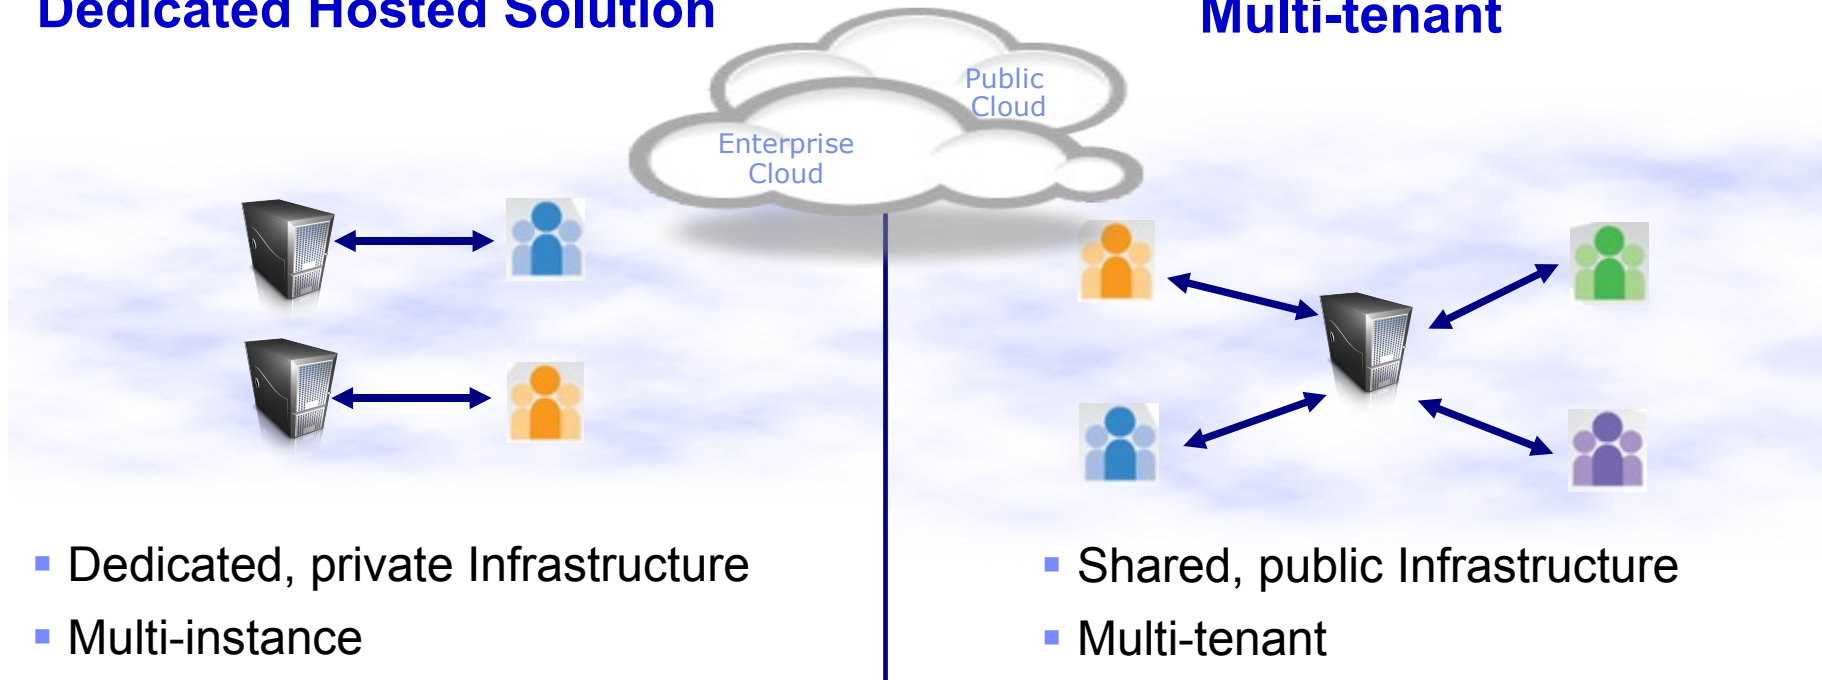 Dedicated Hosted Solution
Multi-tenant
Public
Cloud
Enterprise
Cloud
Dedicated, private Infrastructure
Multi-instance
Shared, public Infrastructure
Multi-tenant